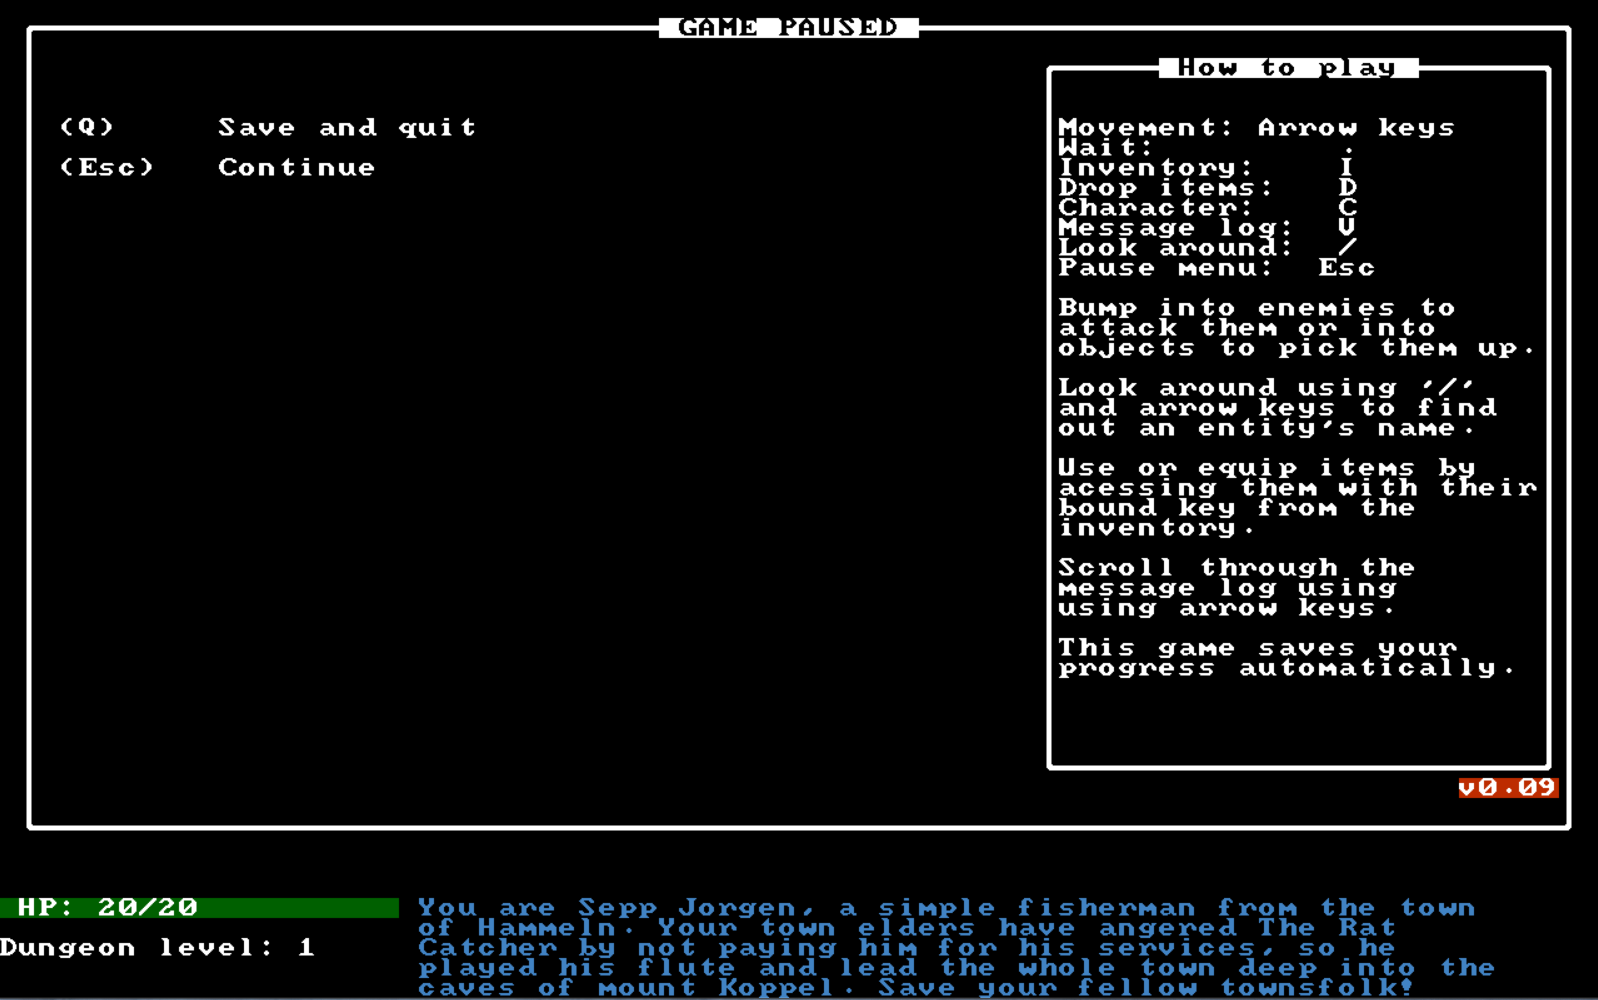 GAME PAUSED
(Q) Save and quit
(Esc) Continue
How to play
Movement: Arrow keys
Wait: .
Inventory: I
Drop items: D
Character: C
Message log: V
Look around: /
Pause menu: Esc
Bump into enemies to
attack them or into
objects to pick them up.
Look around using '/'
and arrow keys to find
out an entity's name.
Use or equip items by
acessing them with their
bound key from the
inventory.
Scroll through the
message log using
using arrow keys.
This game saves your
progress automatically.
v0.09
HP: 20/20
Dungeon level: 1
You are Sepp Jorgen, a simple fisherman from the town
of Hammeln. Your town elders have angered The Rat
Catcher by not paying him for his services, so he
played his flute and lead the whole town deep into the
caves of mount Koppel. Save your fellow townsfolk!